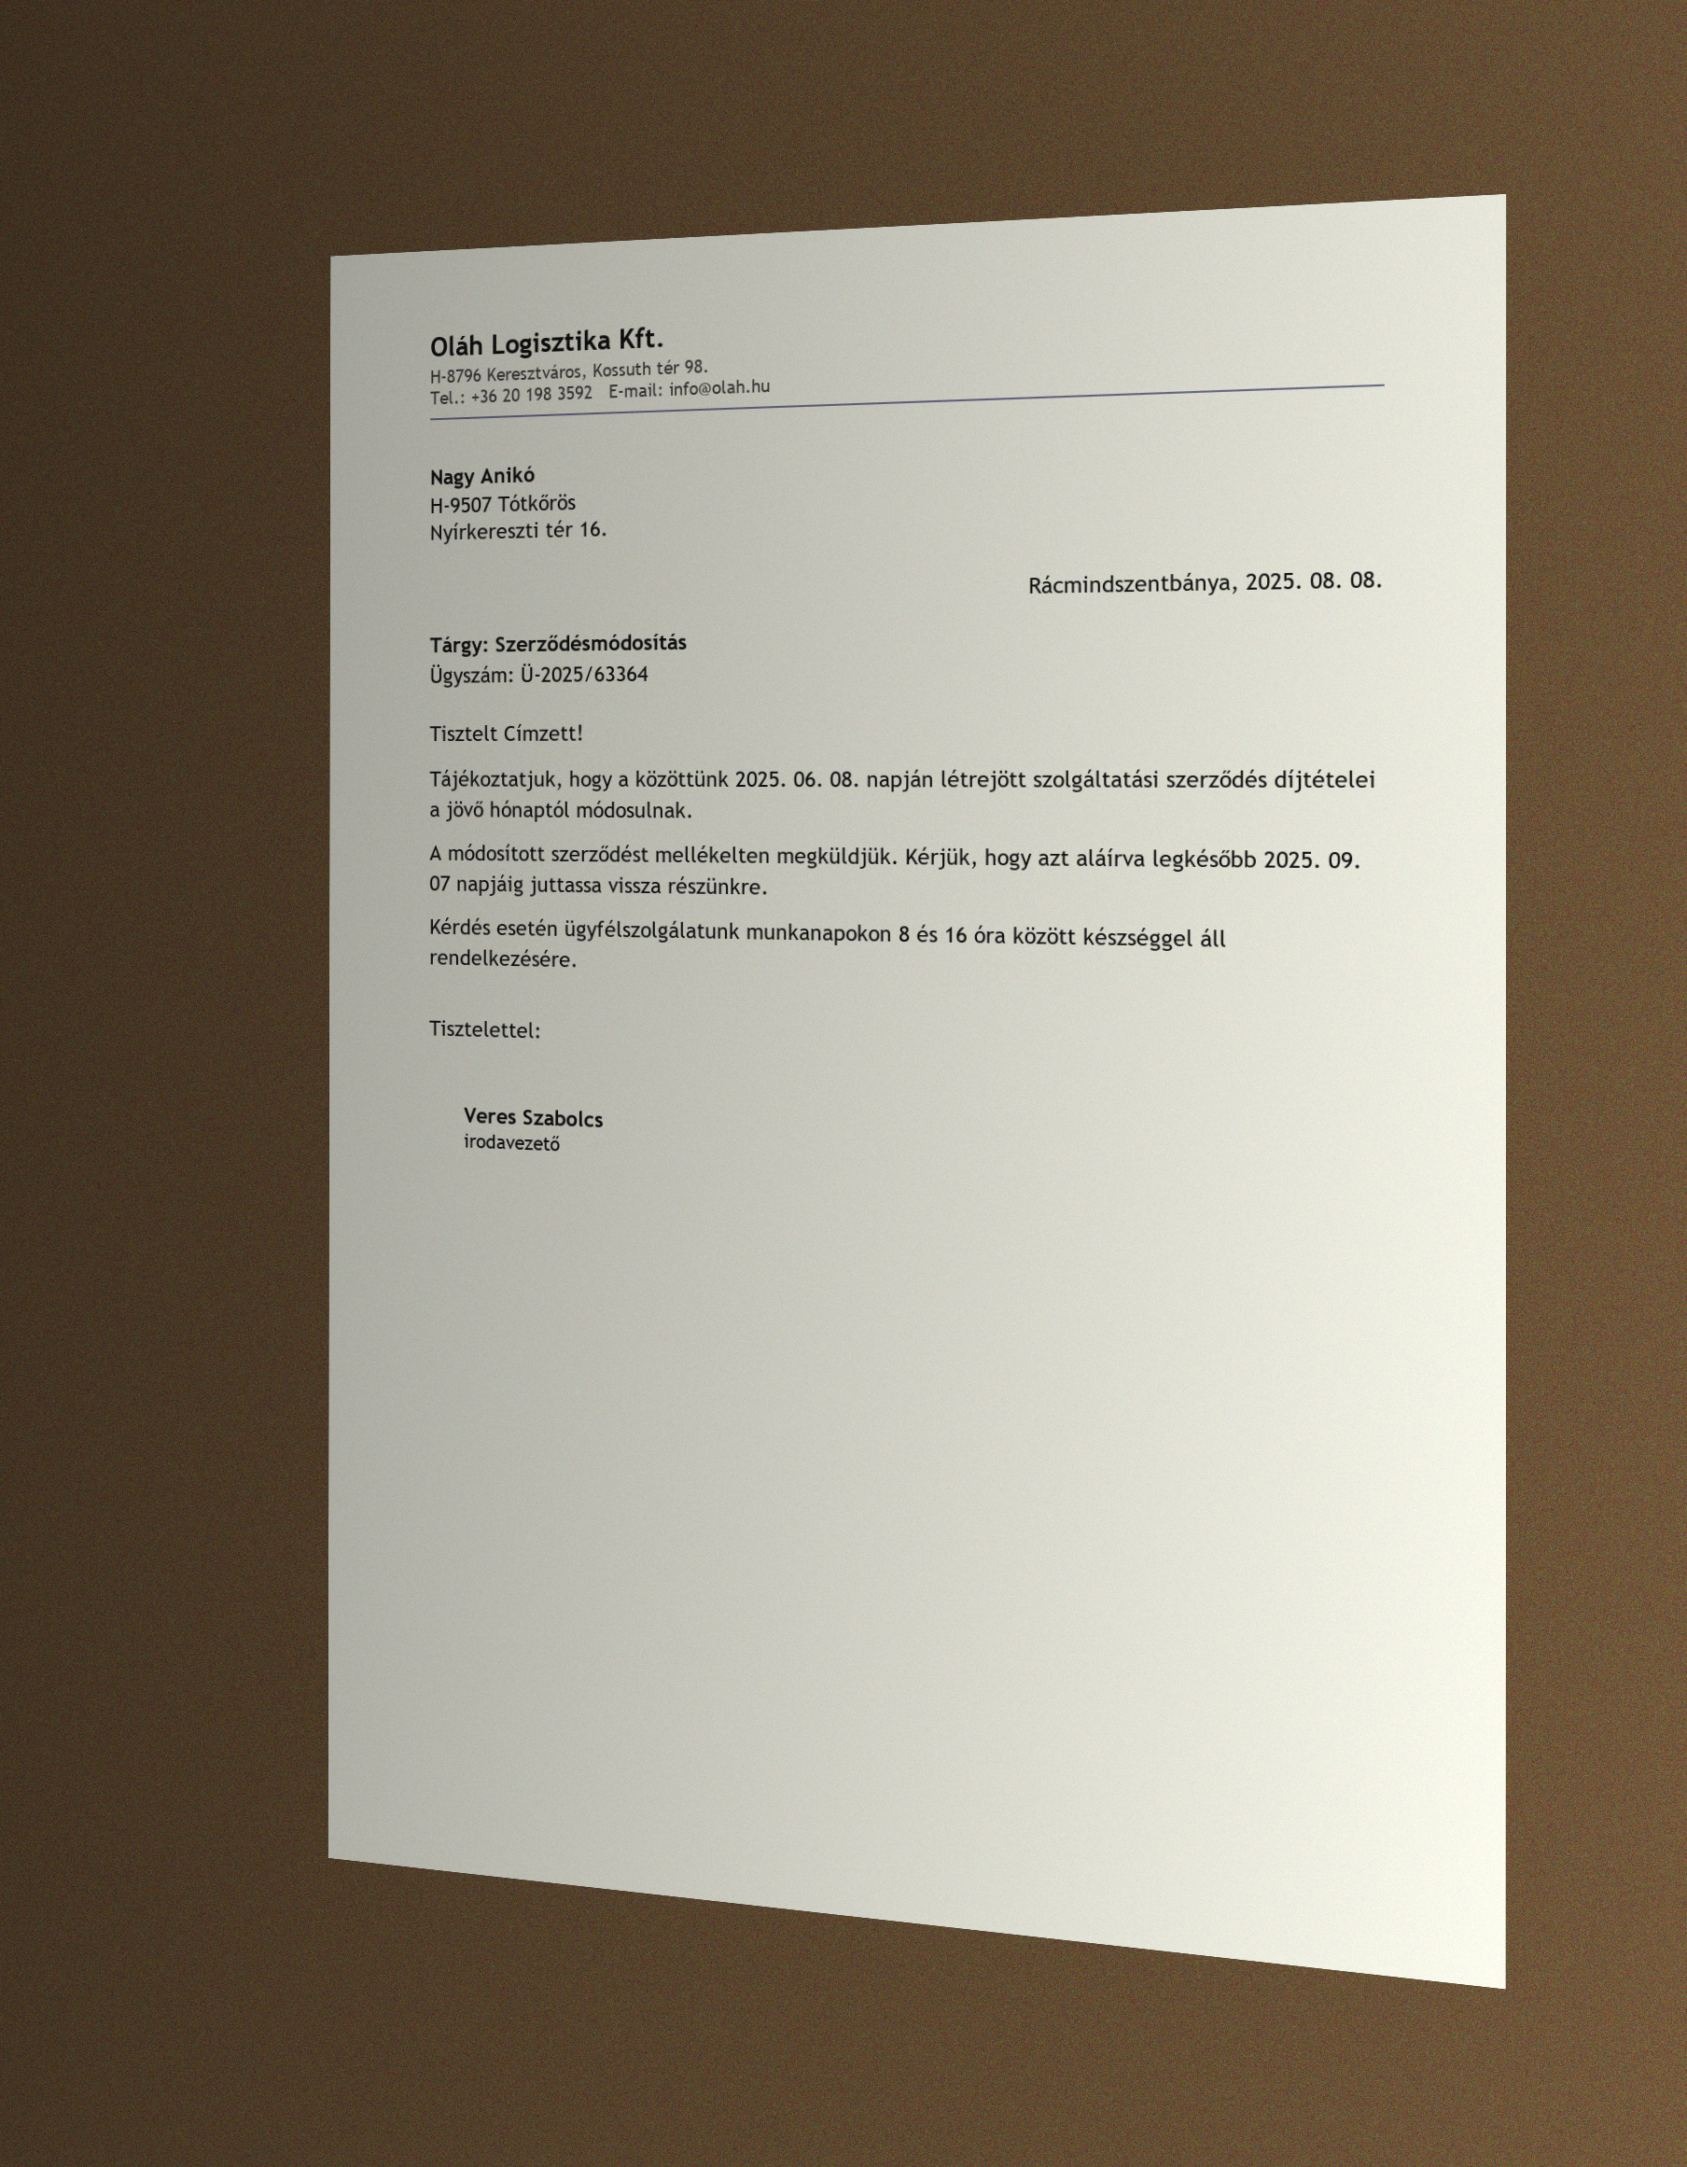 Oláh Logisztika Kft.
H-8796 Keresztváros, Kossuth tér 98.
Tel.: +36 20 198 3592 E-mail: info@olah.hu
Nagy Anikó
H-9507 Tótkőrös
Nyírkereszti tér 16.
Rácmindszentbánya, 2025. 08. 08.
Tárgy: Szerződésmódosítás
Ügyszám: Ü-2025/63364
Tisztelt Címzett!
Tájékoztatjuk, hogy a közöttünk 2025. 06. 08. napján létrejött szolgáltatási szerződés díjtételei
a jövő hónaptól módosulnak.
A módosított szerződést mellékelten megküldjük. Kérjük, hogy azt aláírva legkésőbb 2025. 09.
07 napjáig juttassa vissza részünkre.
Kérdés esetén ügyfélszolgálatunk munkanapokon 8 és 16 óra között készséggel áll
rendelkezésére.
Tisztelettel:
Veres Szabolcs
irodavezető